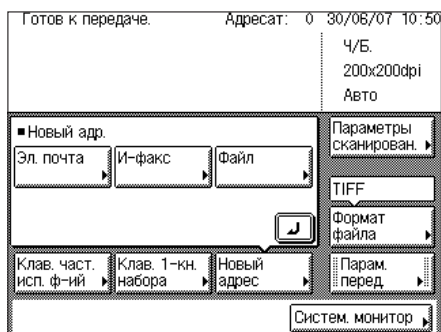 Готов к передаче. Адресат: 0 30/06/07 10:50
Ч/Б.
200x200dpi
Авто
Новый адр.
Эл. почта И-факс Файл
Параметры
сканирован.
TIFF
Формат
файла
Клав. част. Клав. 1-кн. Новый Парам.
исп. ф-ий набора адрес перед.
Систем. монитор